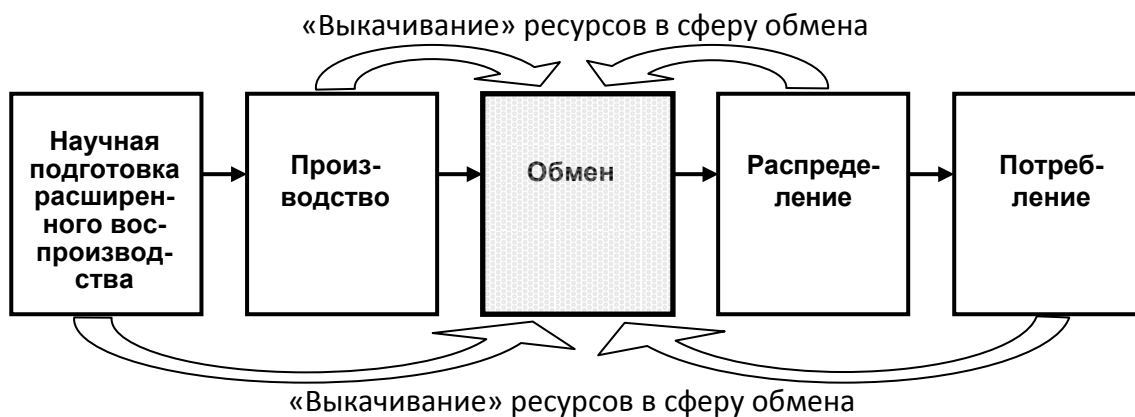 «Выкачивание» ресурсов в сферу обмена
Научная
подготовка
расширен-
ного вос-
производ-
ства
Произ-
водство
Обмен
Распреде-
ление
Потреб-
ление
«Выкачивание» ресурсов в сферу обмена